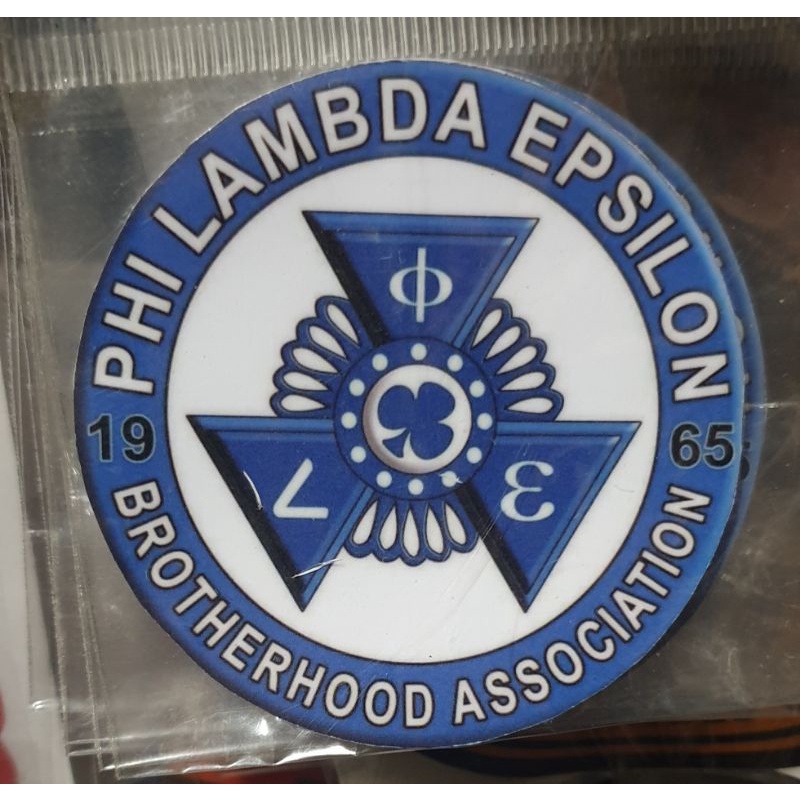 PHI LAMBDA EPSILON
Φ
19
65
Λ
ε
BROTHERHOOD ASSOCIATION